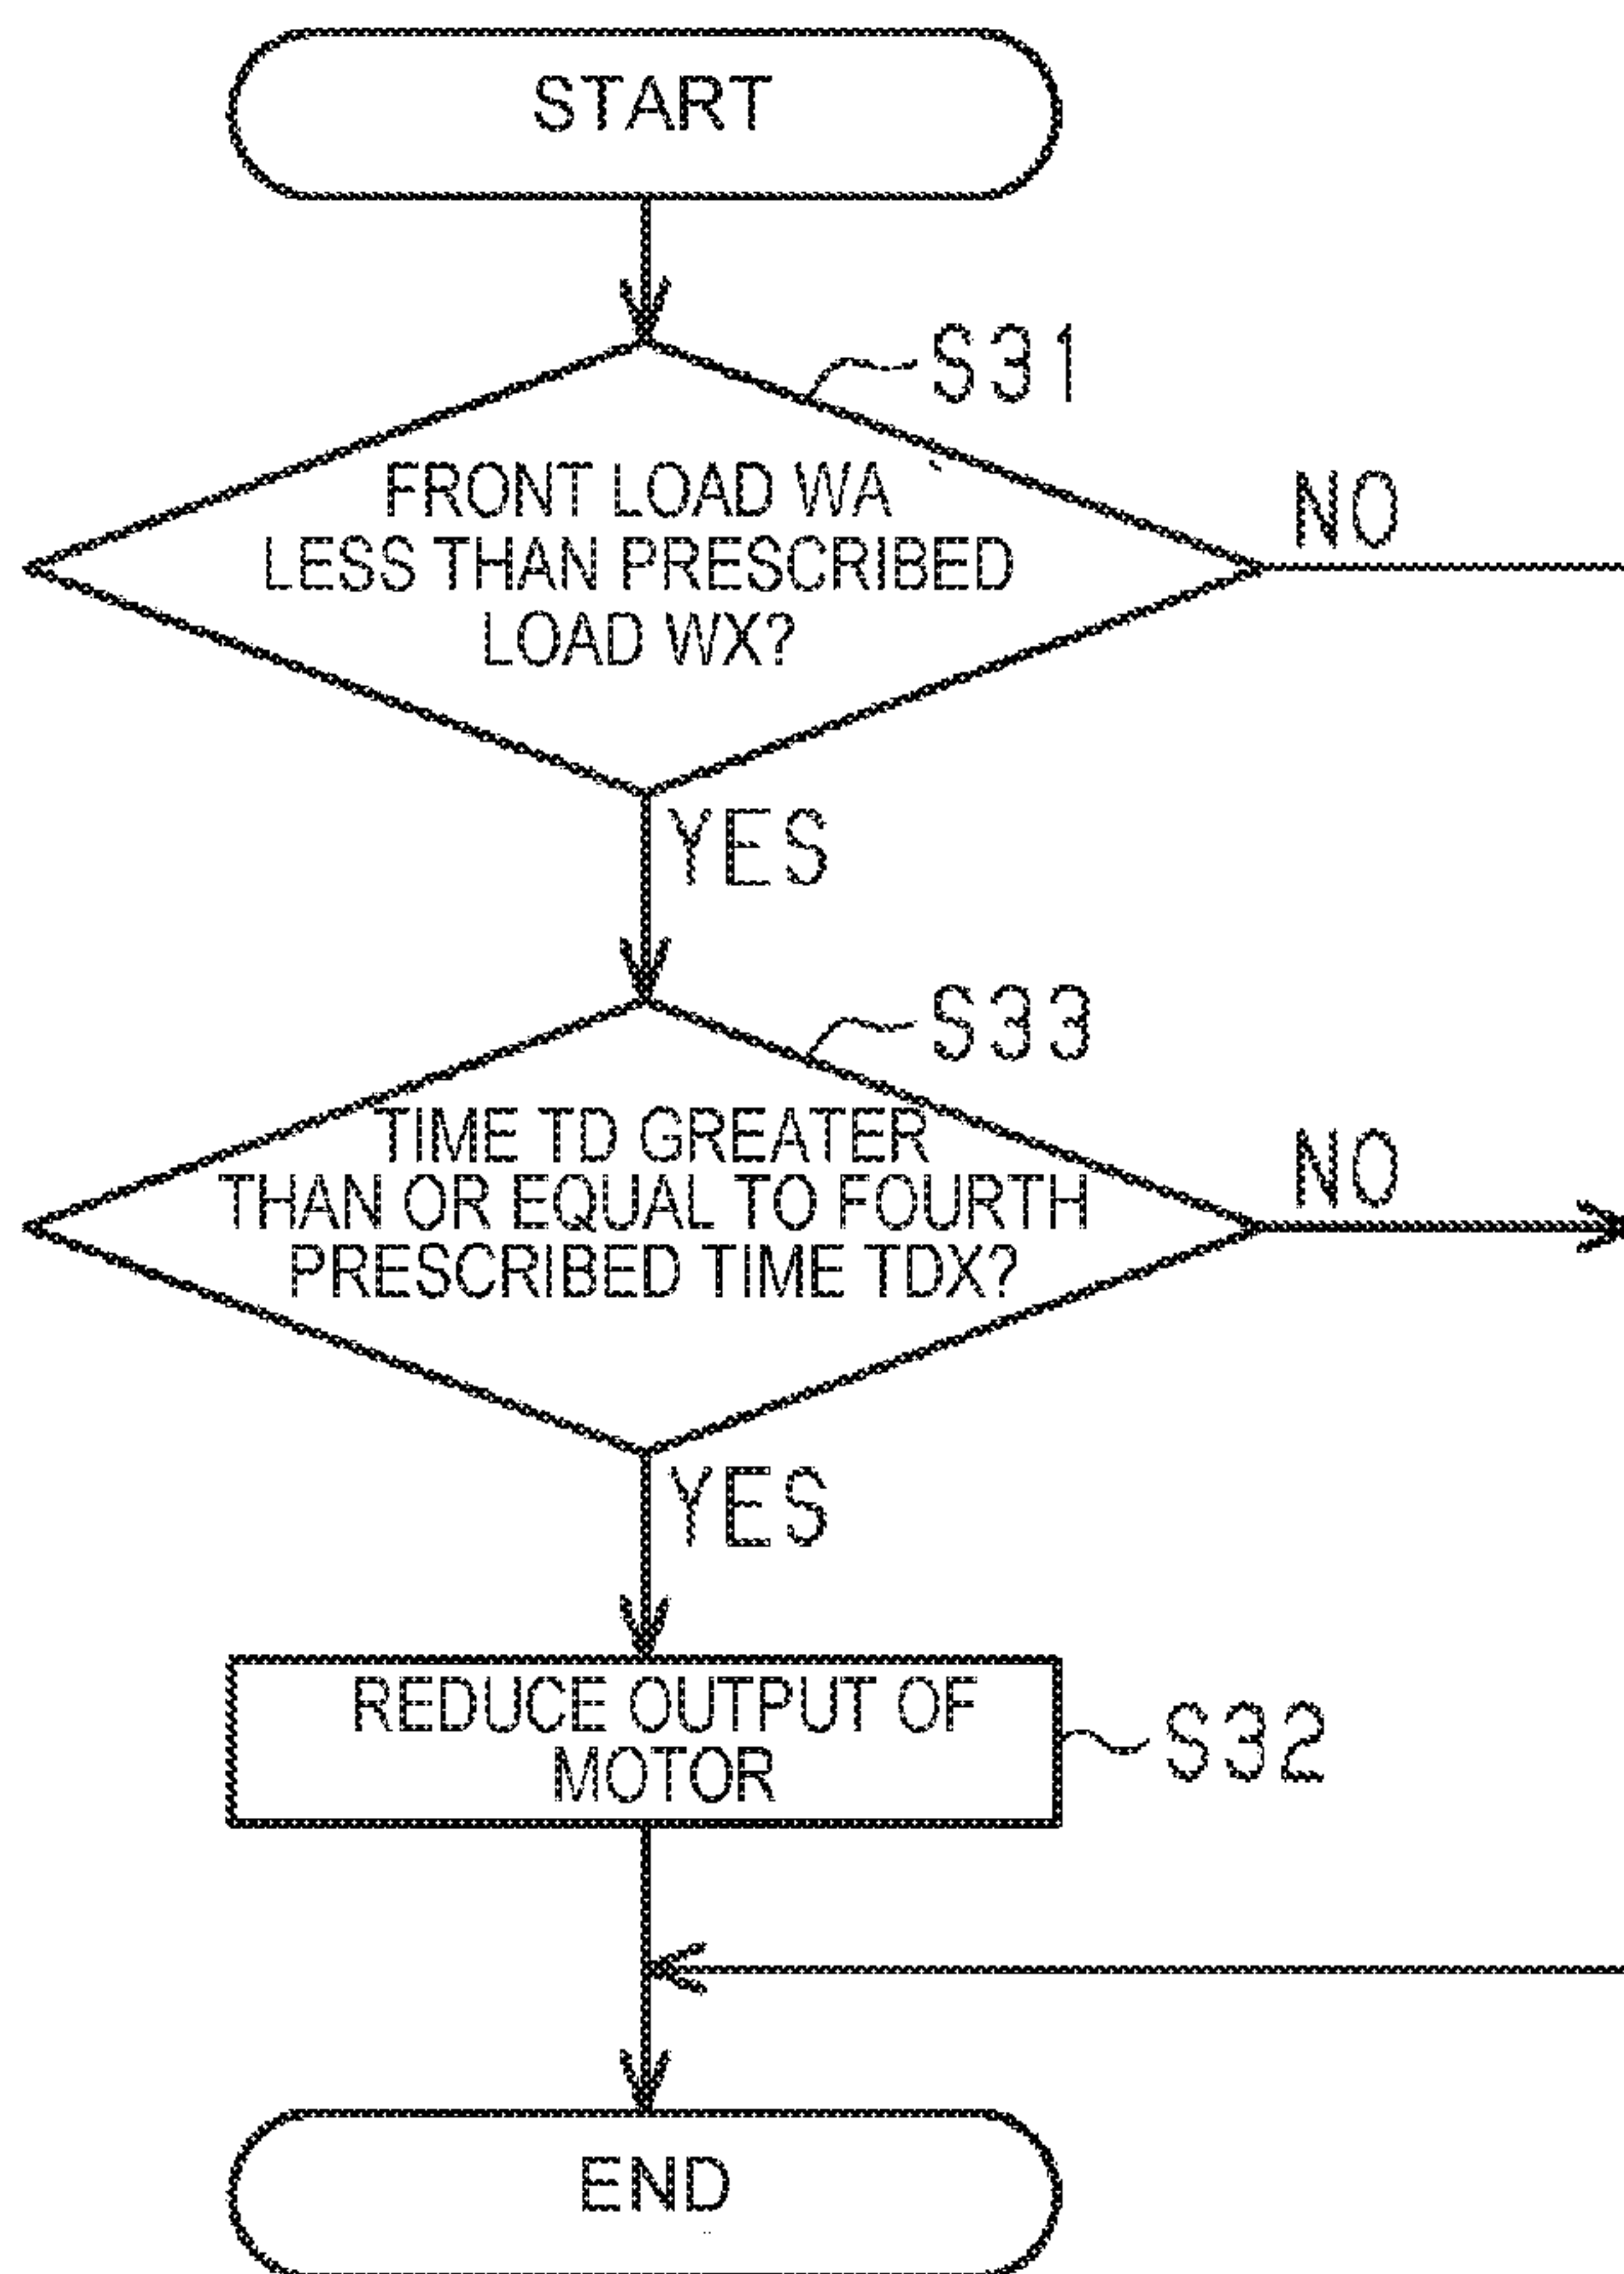 START
S31
FRONT LOAD WA
LESS THAN PRESCRIBED
LOAD WX?
NO
YES
S33
TIME TD GREATER
THAN OR EQUAL TO FOURTH
PRESCRIBED TIME TDX?
NO
YES
REDUCE OUTPUT OF
MOTOR
S32
END